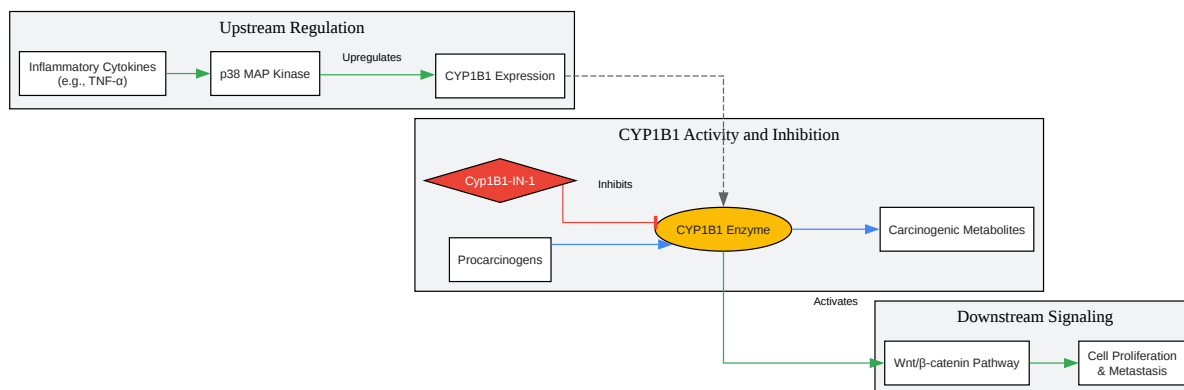 Upstream Regulation
Inflammatory Cytokines
(e.g., TNF-α)
p38 MAP Kinase
Upregulates
CYP1B1 Expression
CYP1B1 Activity and Inhibition
Cyp1B1-IN-1
Inhibits
CYP1B1 Enzyme
Carcinogenic Metabolites
Procarcinogens
Activates
Downstream Signaling
Wnt/β-catenin Pathway
Cell Proliferation
& Metastasis